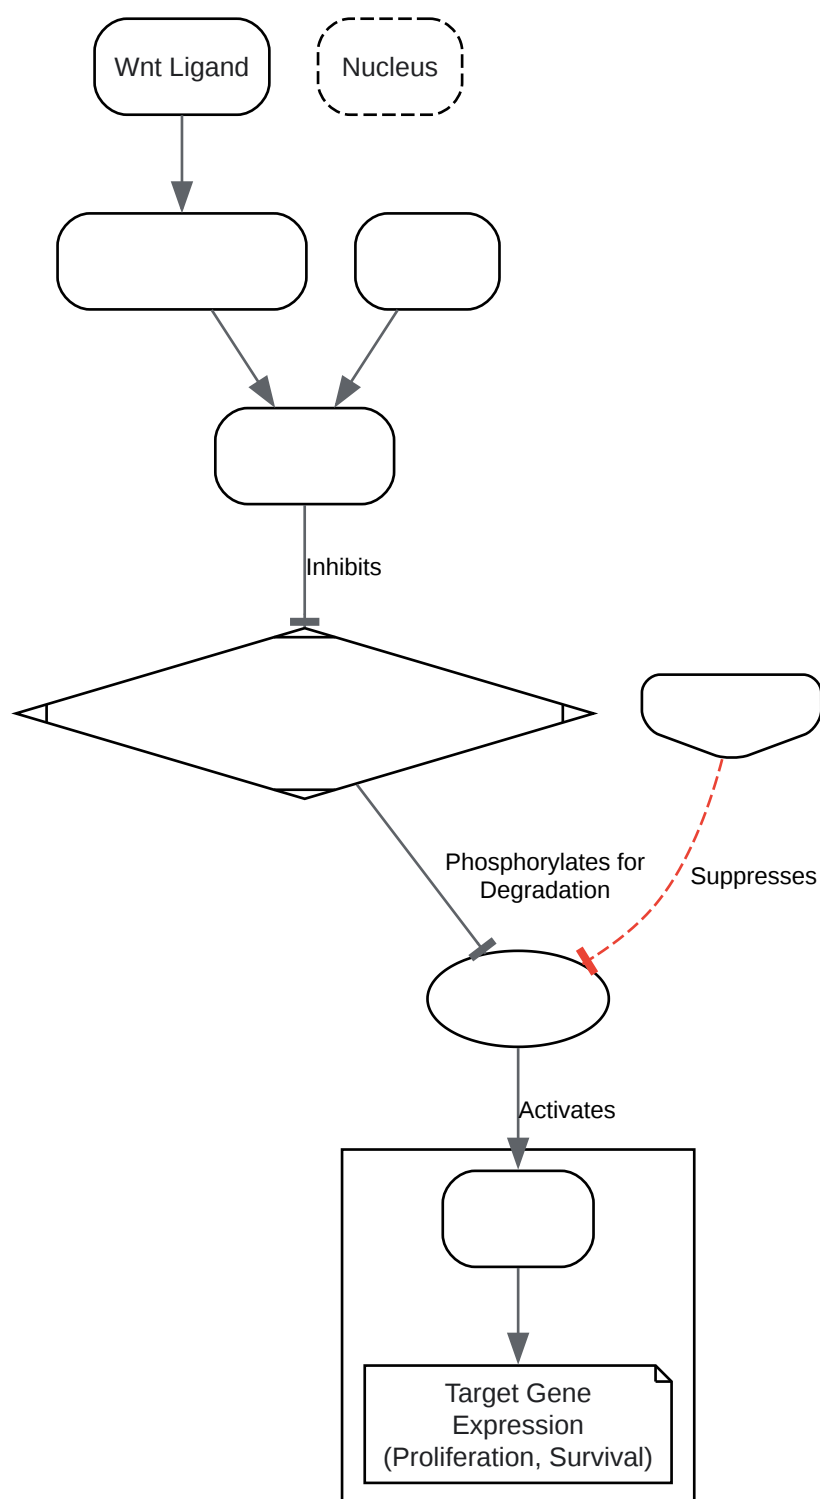 Wnt Ligand
Nucleus
Inhibits
Phosphorylates for
Degradation
Suppresses
Activates
Target Gene
Expression
(Proliferation, Survival)